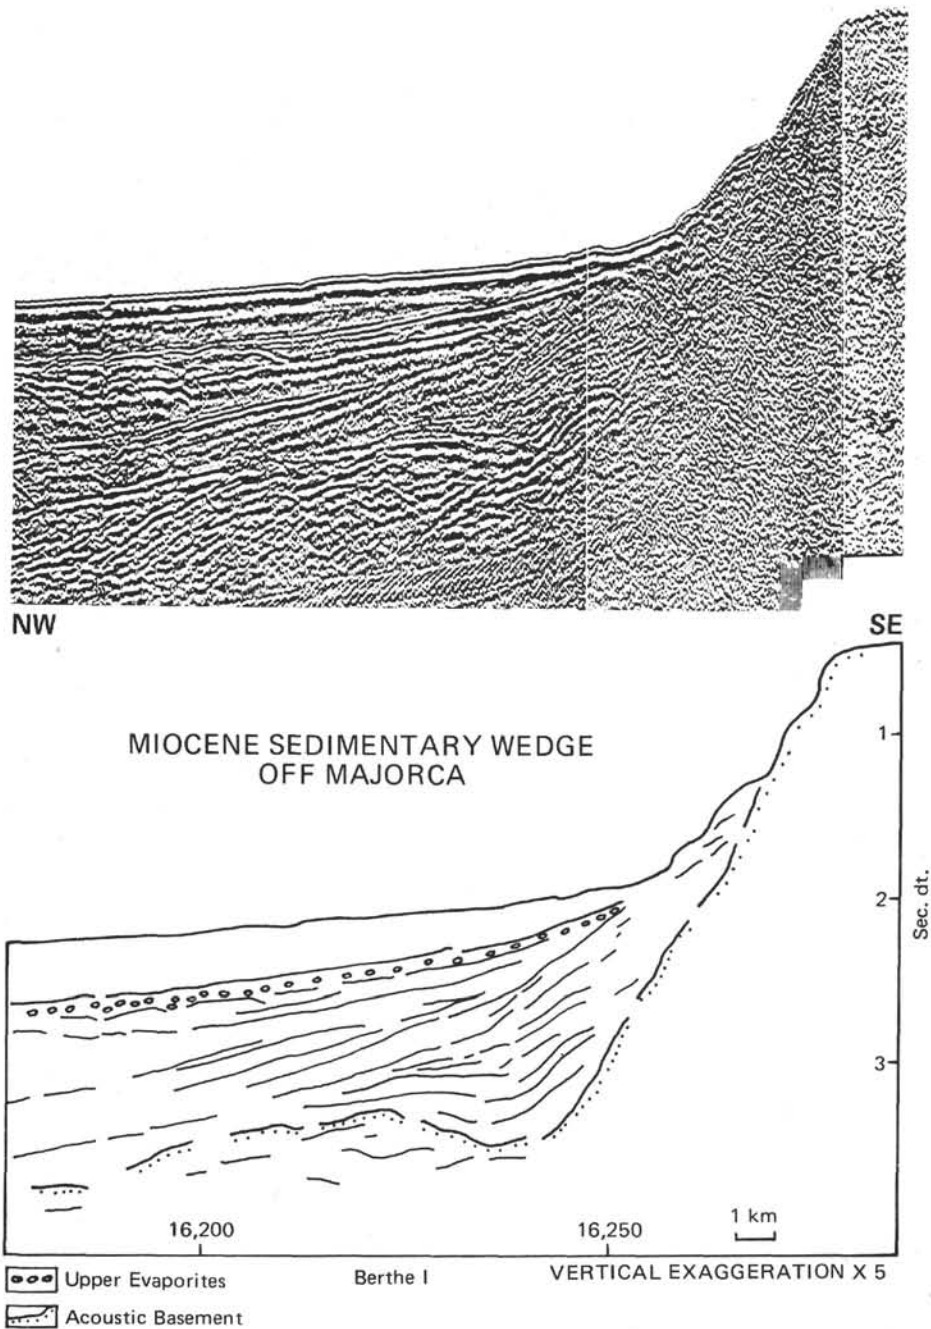 NW SE
MIOCENE SEDIMENTARY WEDGE
OFF MAJORCA
1
2
Sec. dt.
3
16,200 16,250 1 km
Upper Evaporites Berthe I VERTICAL EXAGGERATION X 5
Acoustic Basement